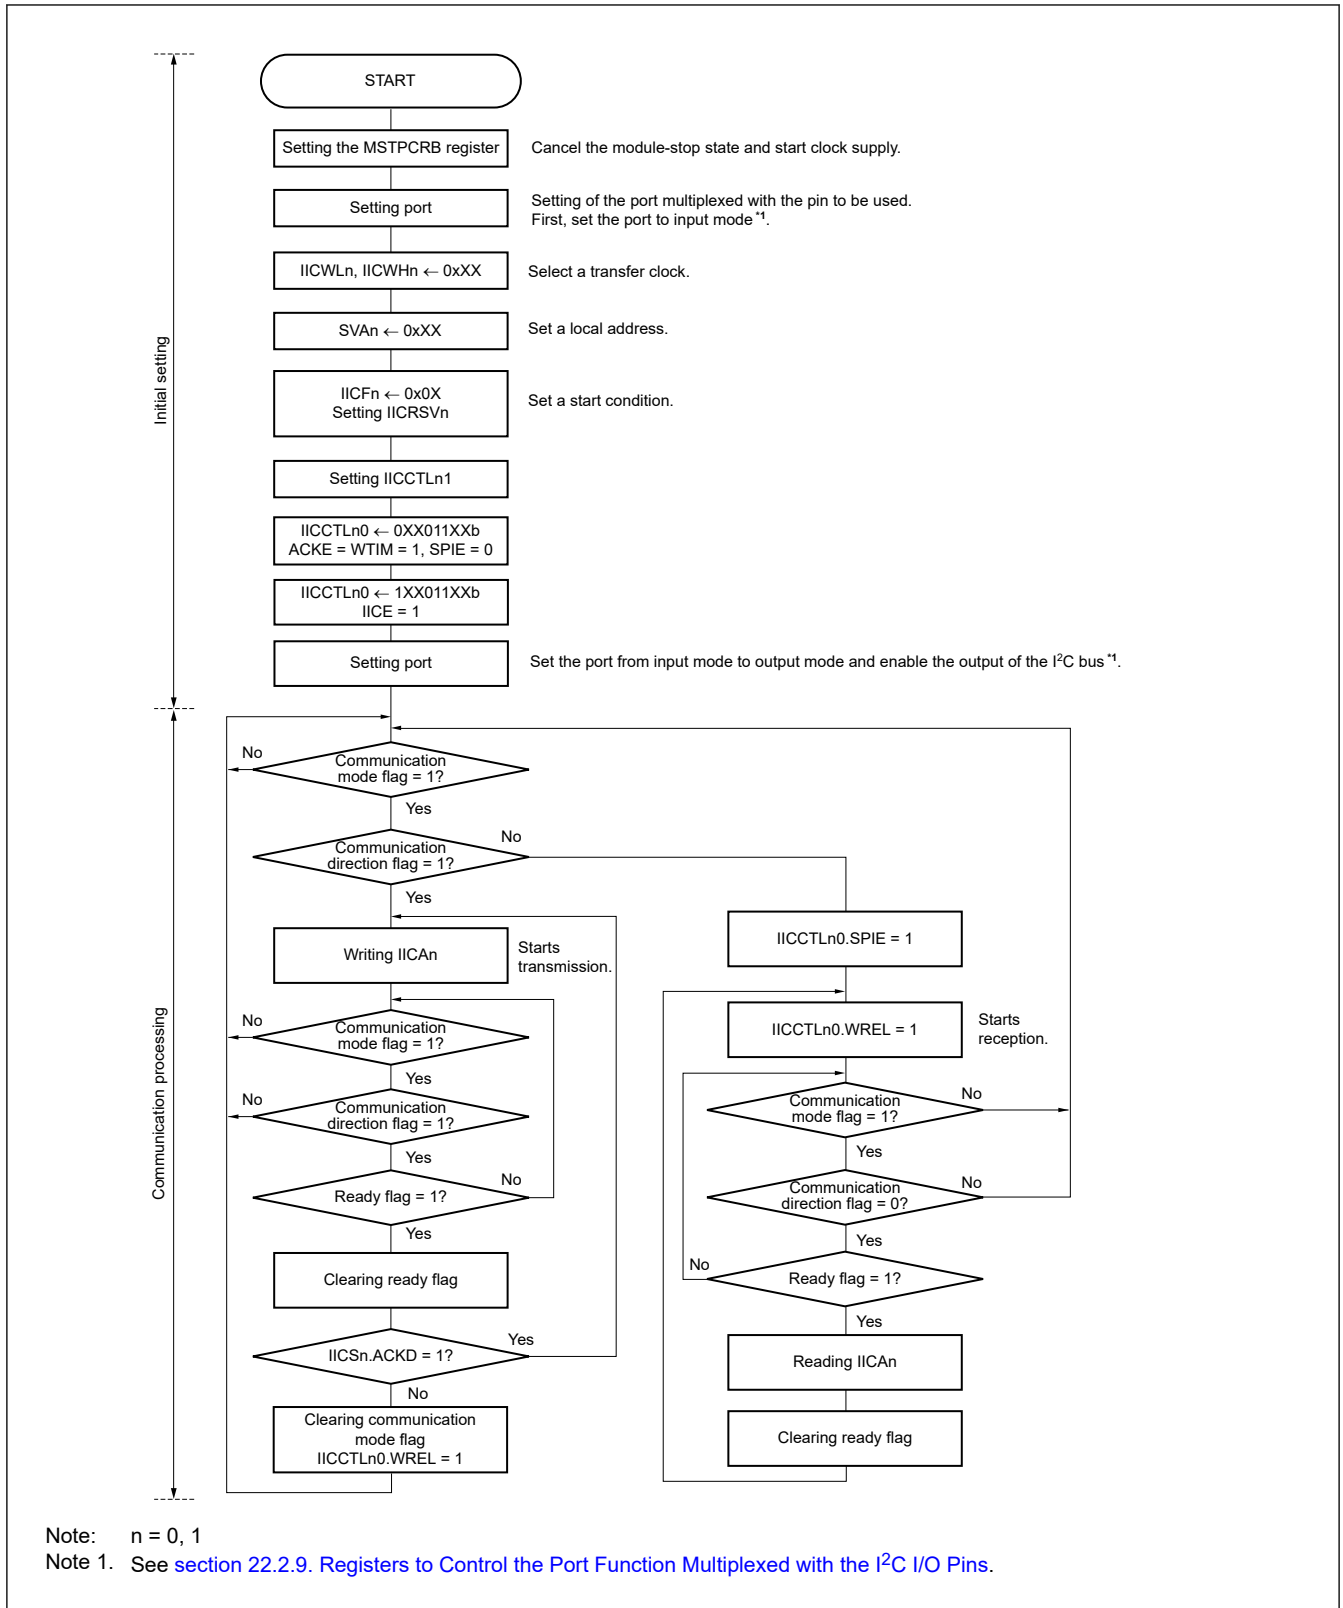 START
Setting the MSTPCRB register
Cancel the module-stop state and start clock supply.
Setting port
Setting of the port multiplexed with the pin to be used.
First, set the port to input mode *1.
IICWLn, IICWHn ← 0xXX
Select a transfer clock.
SVAn ← 0xXX
Set a local address.
IICFn ← 0x0X
Setting IICRSVn
Set a start condition.
Setting IICCTLn1
IICCTLn0 ← 0XX011XXb
ACKE = WTIM = 1, SPIE = 0
IICCTLn0 ← 1XX011XXb
IICE = 1
Setting port
Set the port from input mode to output mode and enable the output of the I2C bus *1.
Initial setting
Communication processing
No
Communication
mode flag = 1?
Yes
Communication
direction flag = 1?
No
Yes
Writing IICAn
Starts
transmission.
No
Communication
mode flag = 1?
Yes
No
Communication
direction flag = 1?
Yes
Ready flag = 1?
No
Yes
Clearing ready flag
IICSn.ACKD = 1?
Yes
No
Clearing communication
mode flag
IICCTLn0.WREL = 1
IICCTLn0.SPIE = 1
IICCTLn0.WREL = 1
Starts
reception.
Communication
mode flag = 1?
No
Yes
Communication
direction flag = 0?
No
Yes
No
Ready flag = 1?
Yes
Reading IICAn
Clearing ready flag
Note: n = 0, 1
Note 1. See section 22.2.9. Registers to Control the Port Function Multiplexed with the I2C I/O Pins.